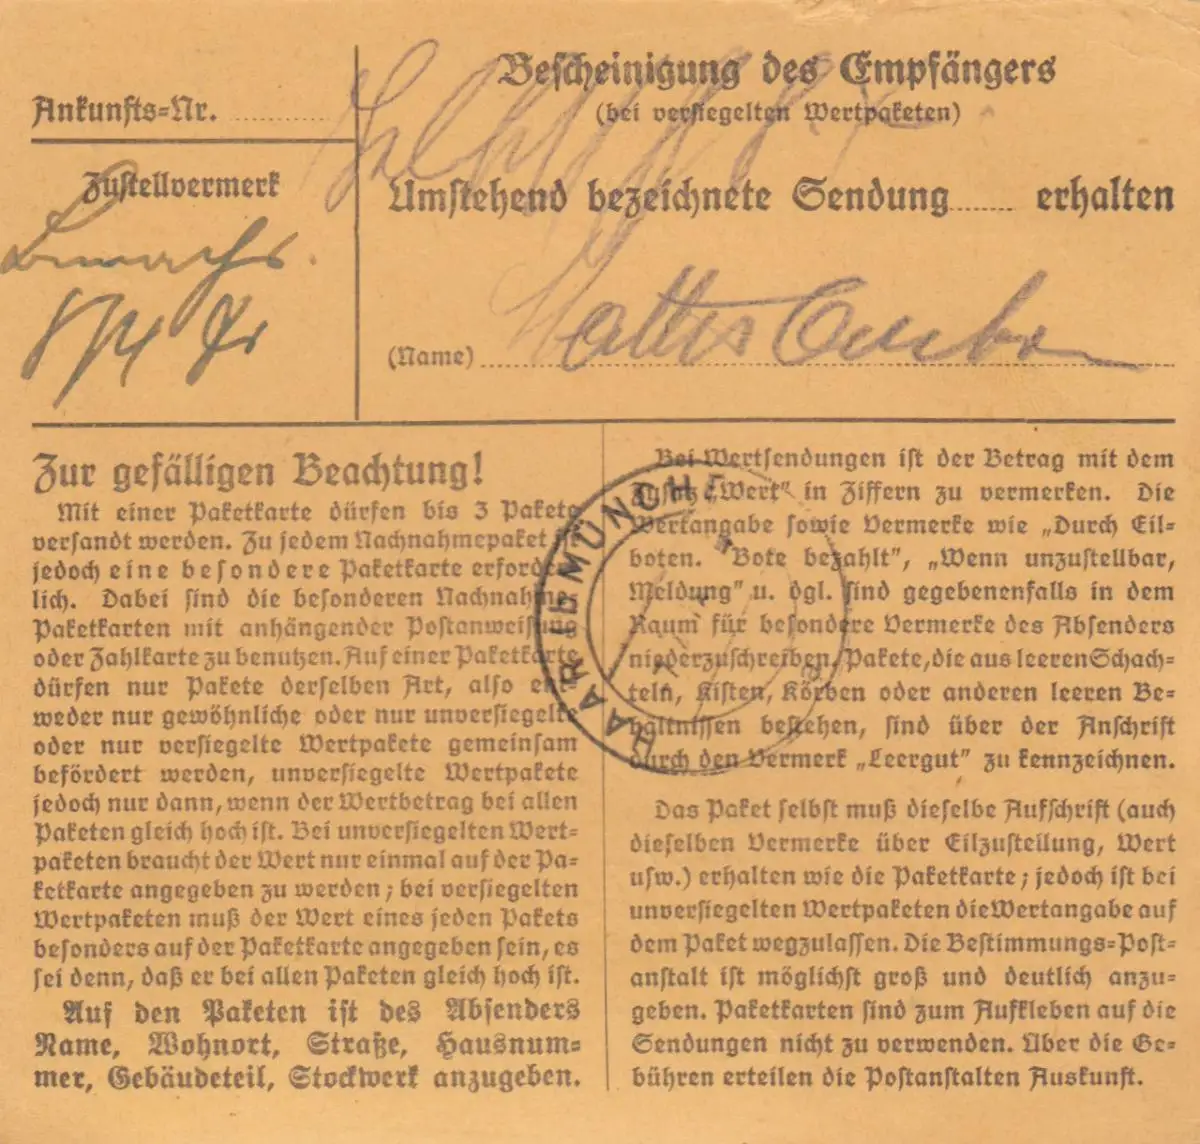 Ankunfts=Nr. ............
Zustellvermerk
Bescheinigung des Empfängers
(bei versiegelten Wertpaketen)
Umstehend bezeichnete Sendung....... erhalten
(Name)
Zur gefälligen Beachtung!
Mit einer Paketkarte dürfen bis 3 Pakete
versandt werden. Zu jedem Nachnahmepaket ist
jedoch eine besondere Paketkarte erforder-
lich. Dabei sind die besonderen Nachnahme-
Paketkarten mit anhängender Postanweisung
oder Zahlkarte zu benutzen. Auf einer Paketkarte
dürfen nur Pakete derselben Art, also ent-
weder nur gewöhnliche oder nur unversiegelte
oder nur versiegelte Wertpakete gemeinsam
befördert werden, unversiegelte Wertpakete
jedoch nur dann, wenn der Wertbetrag bei allen
Paketen gleich hoch ist. Bei unversiegelten Wert=
paketen braucht der Wert nur einmal auf der Pa=
ketkarte angegeben zu werden; bei versiegelten
Wertpaketen muß der Wert eines jeden Pakets
besonders auf der Paketkarte angegeben sein, es
sei denn, daß er bei allen Paketen gleich hoch ist.
Auf den Paketen ist des Absenders
Name, Wohnort, Straße, Hausnum=
mer, Gebäudeteil, Stockwerk anzugeben.
Bei Wertsendungen ist der Betrag mit dem
Zusatz „Wert" in Ziffern zu vermerken. Die
Wertangabe sowie Vermerke wie „Durch Eil=
boten. Bote bezahlt", „Wenn unzustellbar,
Meldung" u. dgl. sind gegebenenfalls in dem
Raum für besondere Vermerke des Absenders
niederzuschreiben. Pakete, die aus leeren Schach=
teln, Kisten, Körben oder anderen leeren Be=
hältnissen bestehen, sind über der Anschrift
durch den Vermerk „Leergut" zu kennzeichnen.
Das Paket selbst muß dieselbe Aufschrift (auch
dieselben Vermerke über Eilzustellung, Wert
usw.) erhalten wie die Paketkarte; jedoch ist bei
unversiegelten Wertpaketen die Wertangabe auf
dem Paket wegzulassen. Die Bestimmungs=Post=
anstalt ist möglichst groß und deutlich anzu=
geben. Paketkarten sind zum Aufkleben auf die
Sendungen nicht zu verwenden. Über die Ge=
bühren erteilen die Postanstalten Auskunft.
HAAR üb MÜNCHE